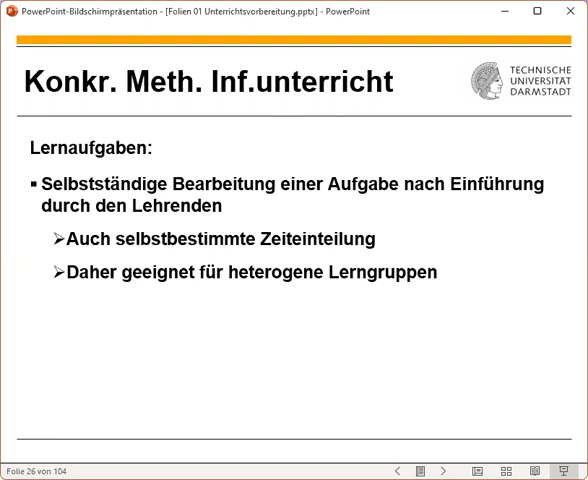 PowerPoint-Bildschirmpräsentation - [Folien 01 Unterrichtsvorbereitung.pptx] - PowerPoint
Konkr. Meth. Inf.unterricht
TECHNISCHE
UNIVERSITÄT
DARMSTADT
Lernaufgaben:
▪ Selbstständige Bearbeitung einer Aufgabe nach Einführung
durch den Lehrenden
➢Auch selbstbestimmte Zeiteinteilung
➢Daher geeignet für heterogene Lerngruppen
Folie 26 von 104